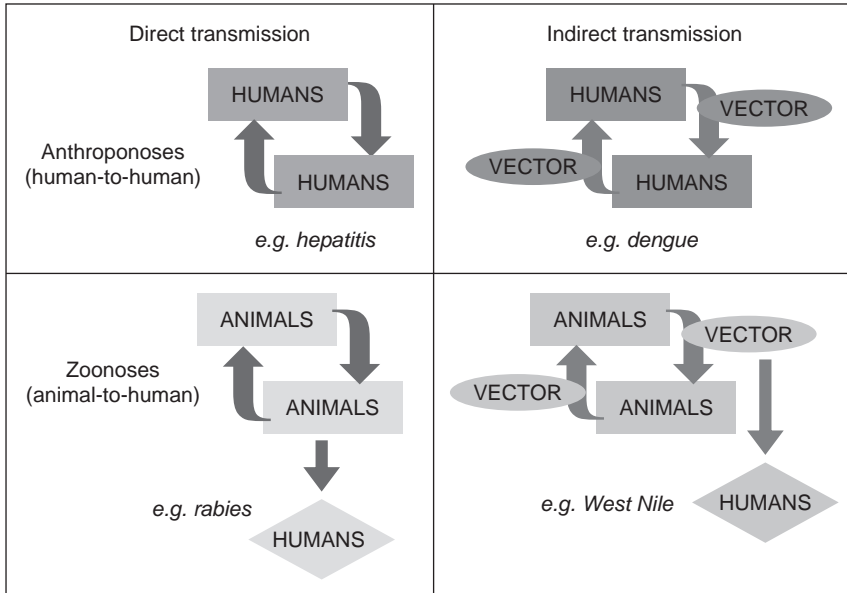 Direct transmission
Indirect transmission
Anthroponoses
(human-to-human)
HUMANS
HUMANS
e.g. hepatitis
HUMANS
VECTOR
VECTOR
HUMANS
e.g. dengue
Zoonoses
(animal-to-human)
ANIMALS
ANIMALS
e.g. rabies
HUMANS
ANIMALS
VECTOR
VECTOR
ANIMALS
e.g. West Nile
HUMANS